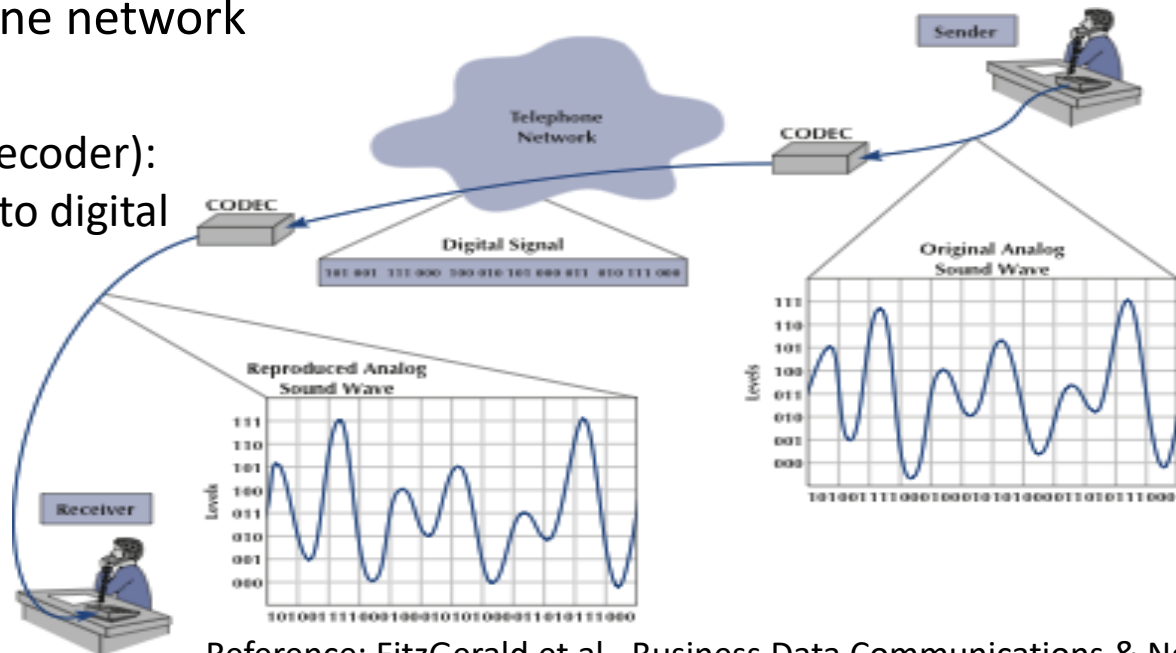 ne network
Sender
Telephone
Network
CODEC
ecoder):
to digital
CODEC
Digital Signal
101 001 111 000 100 010 101 000 011 010 111 000
Original Analog
Sound Wave
Levels
111
110
101
100
011
010
001
000
Reproduced Analog
Sound Wave
Levels
111
110
101
100
011
010
001
000
Receiver
Reference: FitzGerald et al., Business Data Communications & N